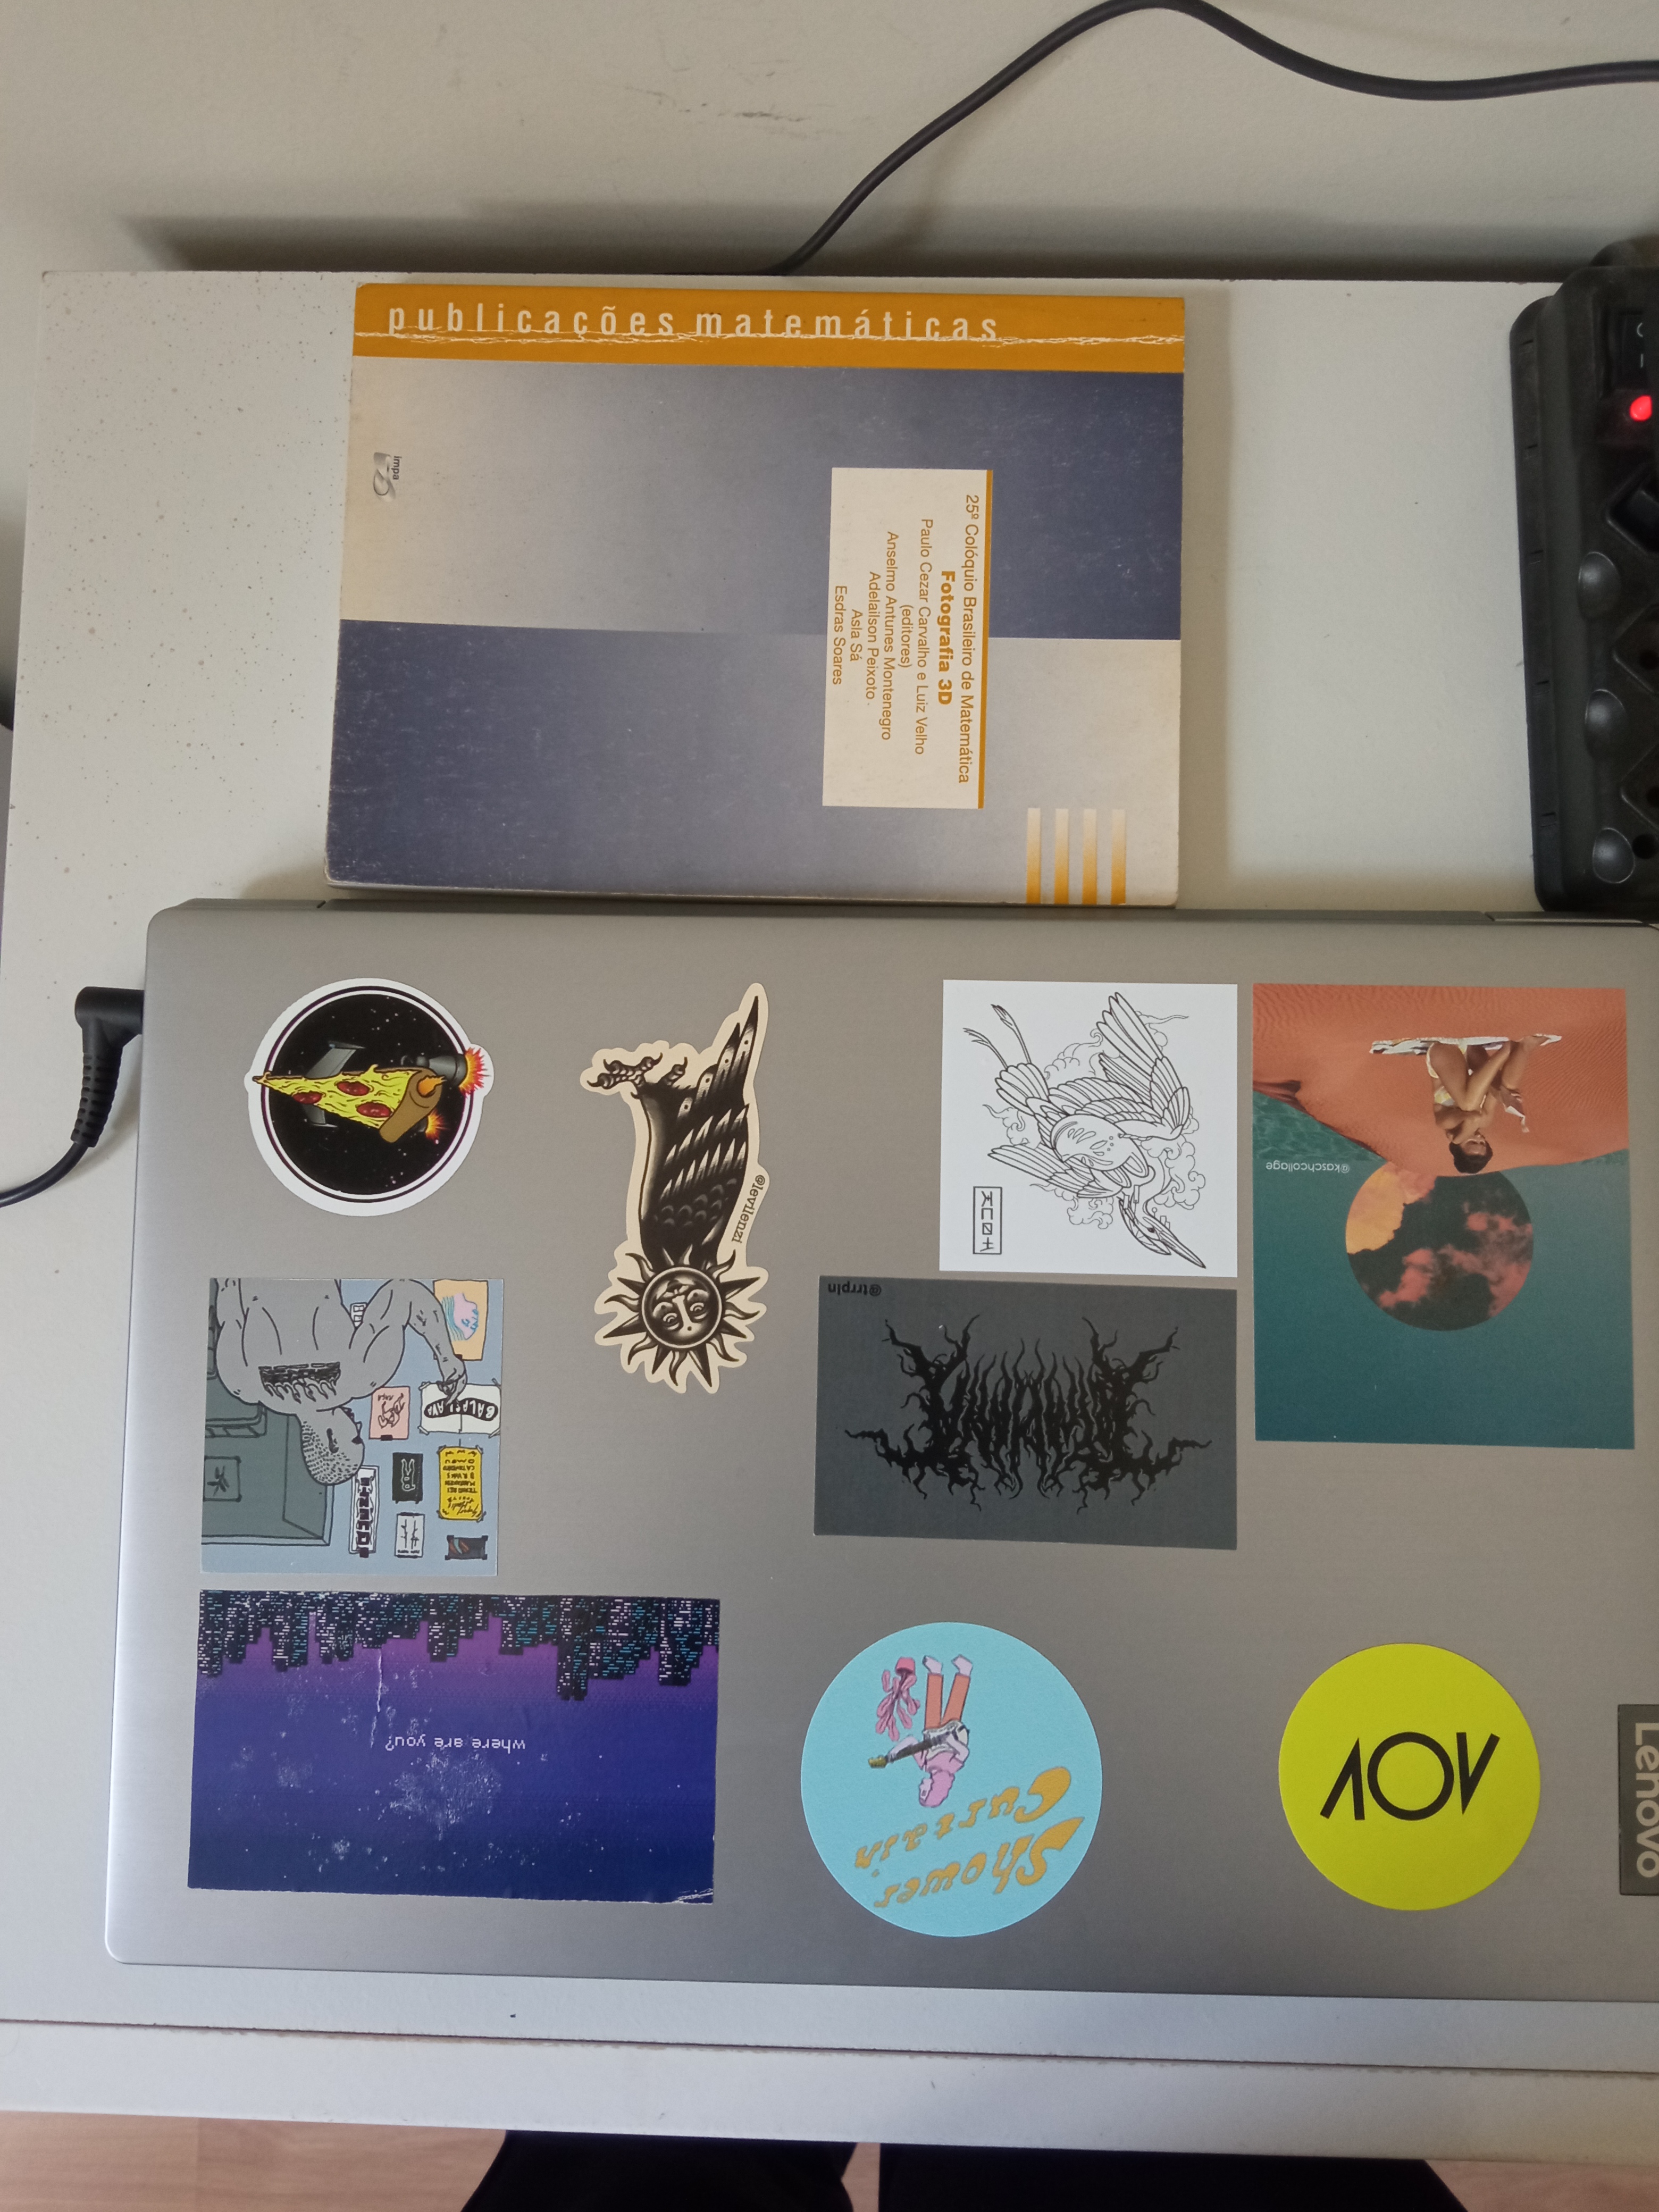 publicações matemáticas
impa
25º Colóquio Brasileiro de Matemática
Fotografia 3D
Paulo Cezar Carvalho e Luiz Velho
(editores)
Anselmo Antunes Montenegro
Adelailson Peixoto
Asla Sá
Esdras Soares
@levilenzi
@kaschcollage
@trrpln
BALACLAVA
where are you?
Shower
Curtain
Lenovo